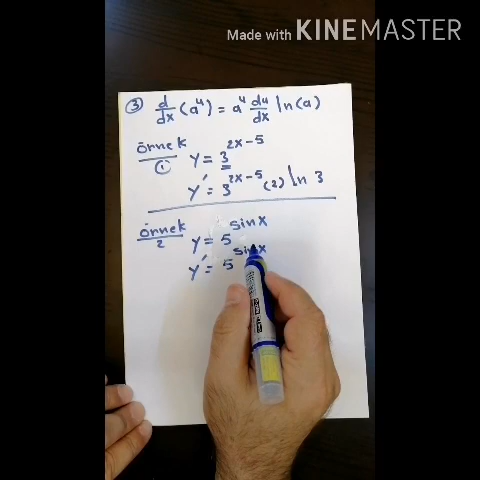 Made with KINEMASTER
③ d/dx (a^u) = a^u du/dx ln(a)
örnek
① y = 3^{2x-5}
y' = 3^{2x-5} (2) ln 3
örnek
2 y = 5^{sinx}
y' = 5^{sinx}